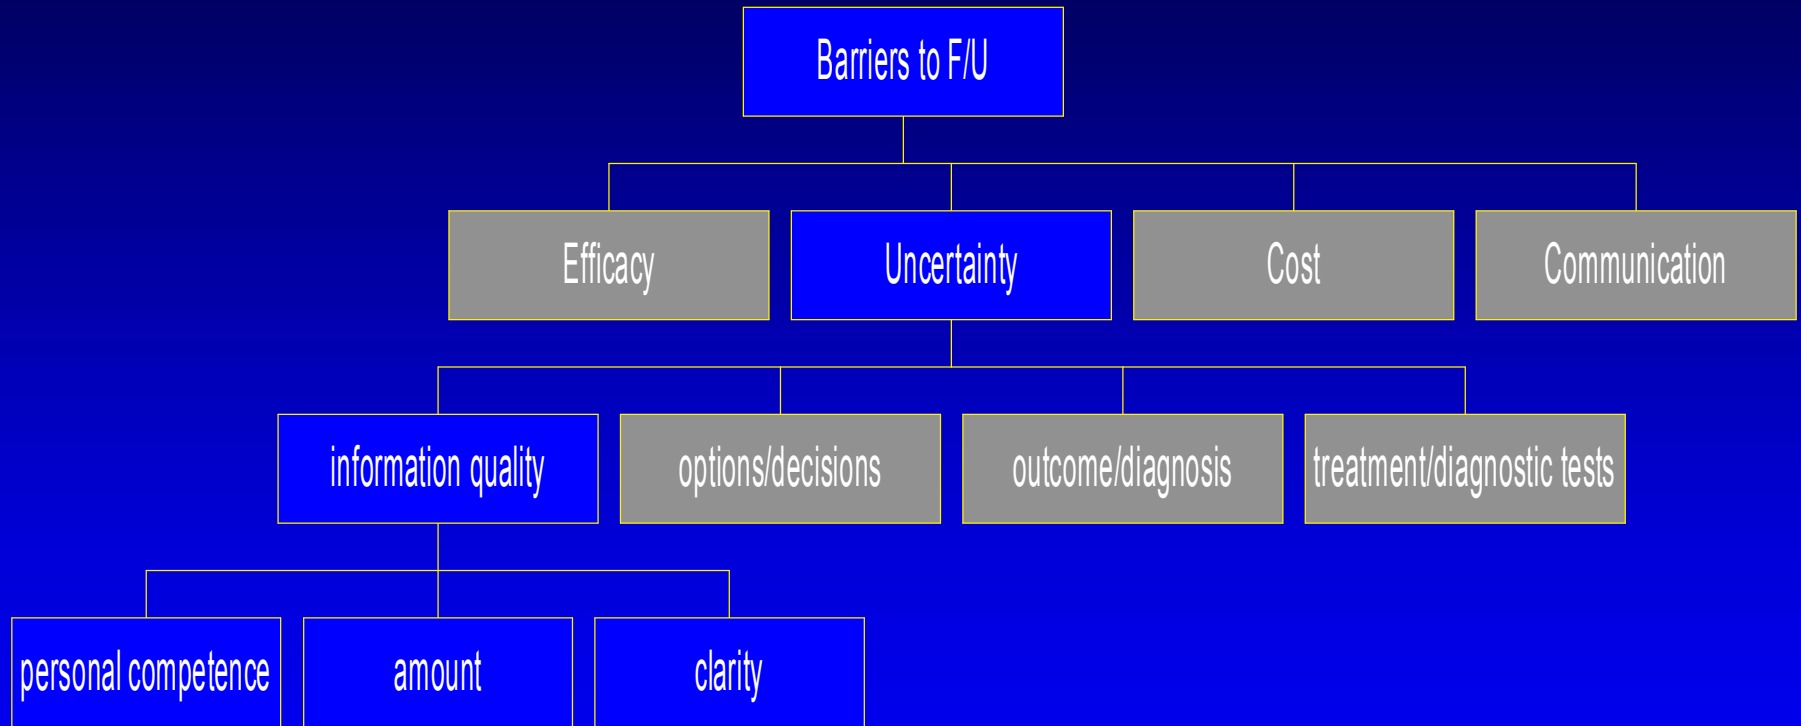 Barriers to F/U
Efficacy
Uncertainty
Cost
Communication
information quality
options/decisions
outcome/diagnosis
treatment/diagnostic tests
personal competence
amount
clarity